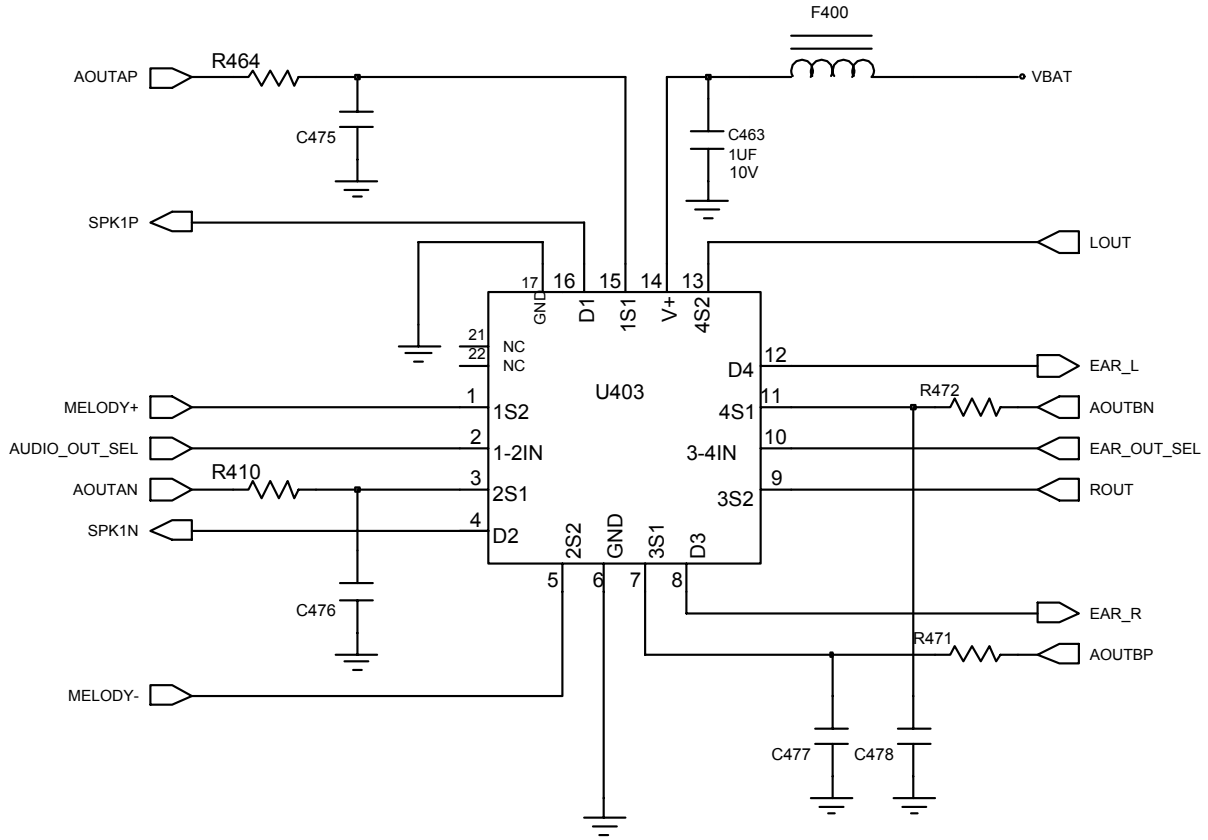 F400
R464
AOUTAP
VBAT
C475
C463
1UF
10V
SPK1P
LOUT
17 16 15 14 13
GND D1 1S1 V+ 4S2
21 NC
22 NC
12
D4
EAR_L
U403
R472
MELODY+
1
1S2
11
4S1
AOUTBN
AUDIO_OUT_SEL
2
1-2IN
10
3-4IN
EAR_OUT_SEL
R410
AOUTAN
3
2S1
9
3S2
ROUT
SPK1N
4
D2
2S2 GND 3S1 D3
5 6 7 8
C476
EAR_R
R471
AOUTBP
MELODY-
C477
C478